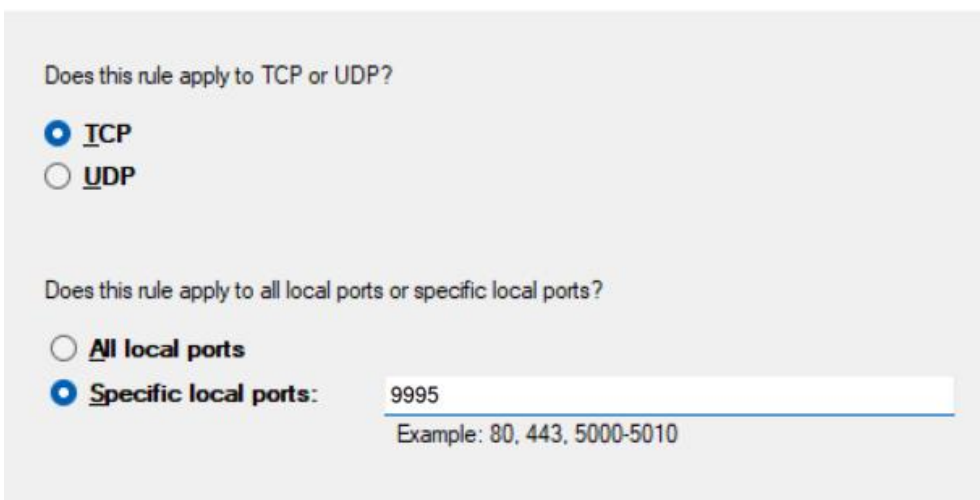 Does this rule apply to TCP or UDP?
TCP
UDP
Does this rule apply to all local ports or specific local ports?
All local ports
Specific local ports: 9995
Example: 80, 443, 5000-5010